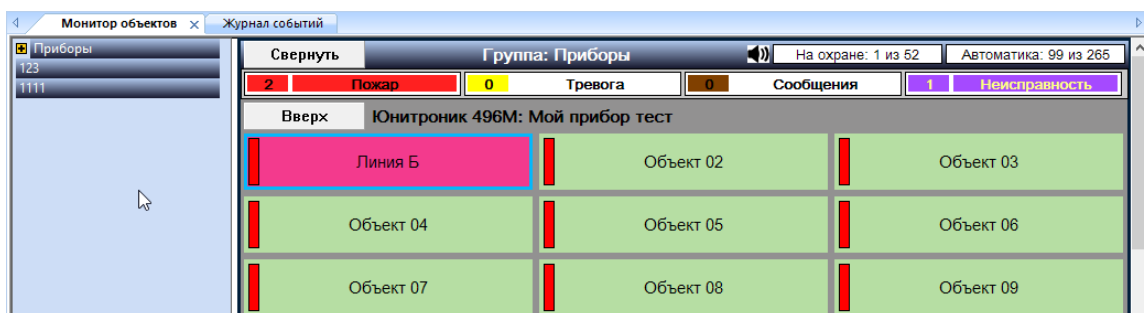 Монитор объектов Журнал событий
Приборы
123
1111
Свернуть Группа: Приборы На охране: 1 из 52 Автоматика: 99 из 265
2 Пожар 0 Тревога 0 Сообщения 1 Неисправность
Вверх Юнитроник 496М: Мой прибор тест
Линия Б Объект 02 Объект 03
Объект 04 Объект 05 Объект 06
Объект 07 Объект 08 Объект 09